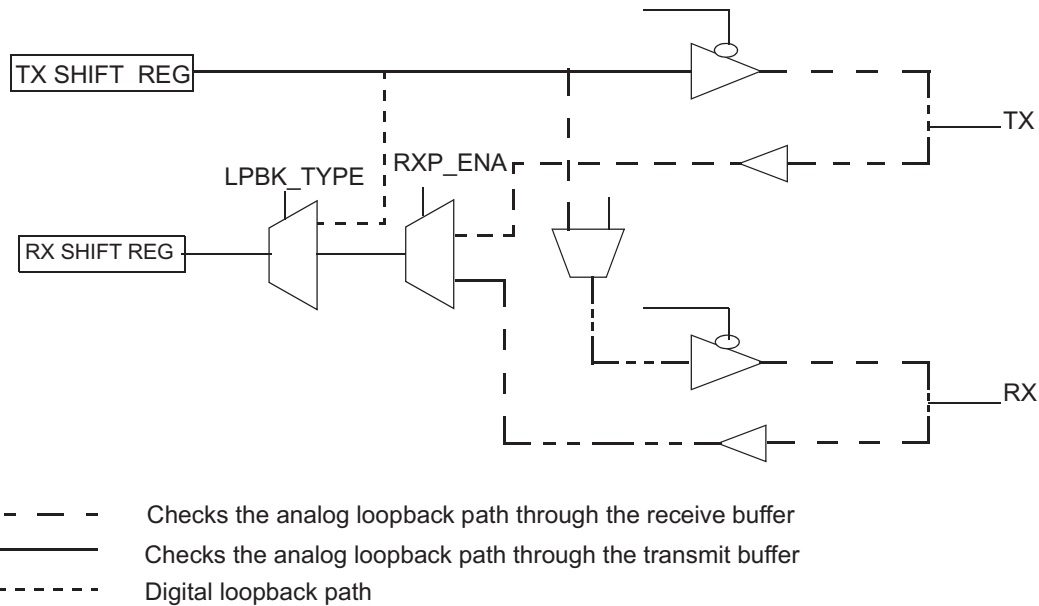 TX SHIFT REG
TX
LPBK_TYPE
RXP_ENA
RX SHIFT REG
RX
Checks the analog loopback path through the receive buffer
Checks the analog loopback path through the transmit buffer
Digital loopback path